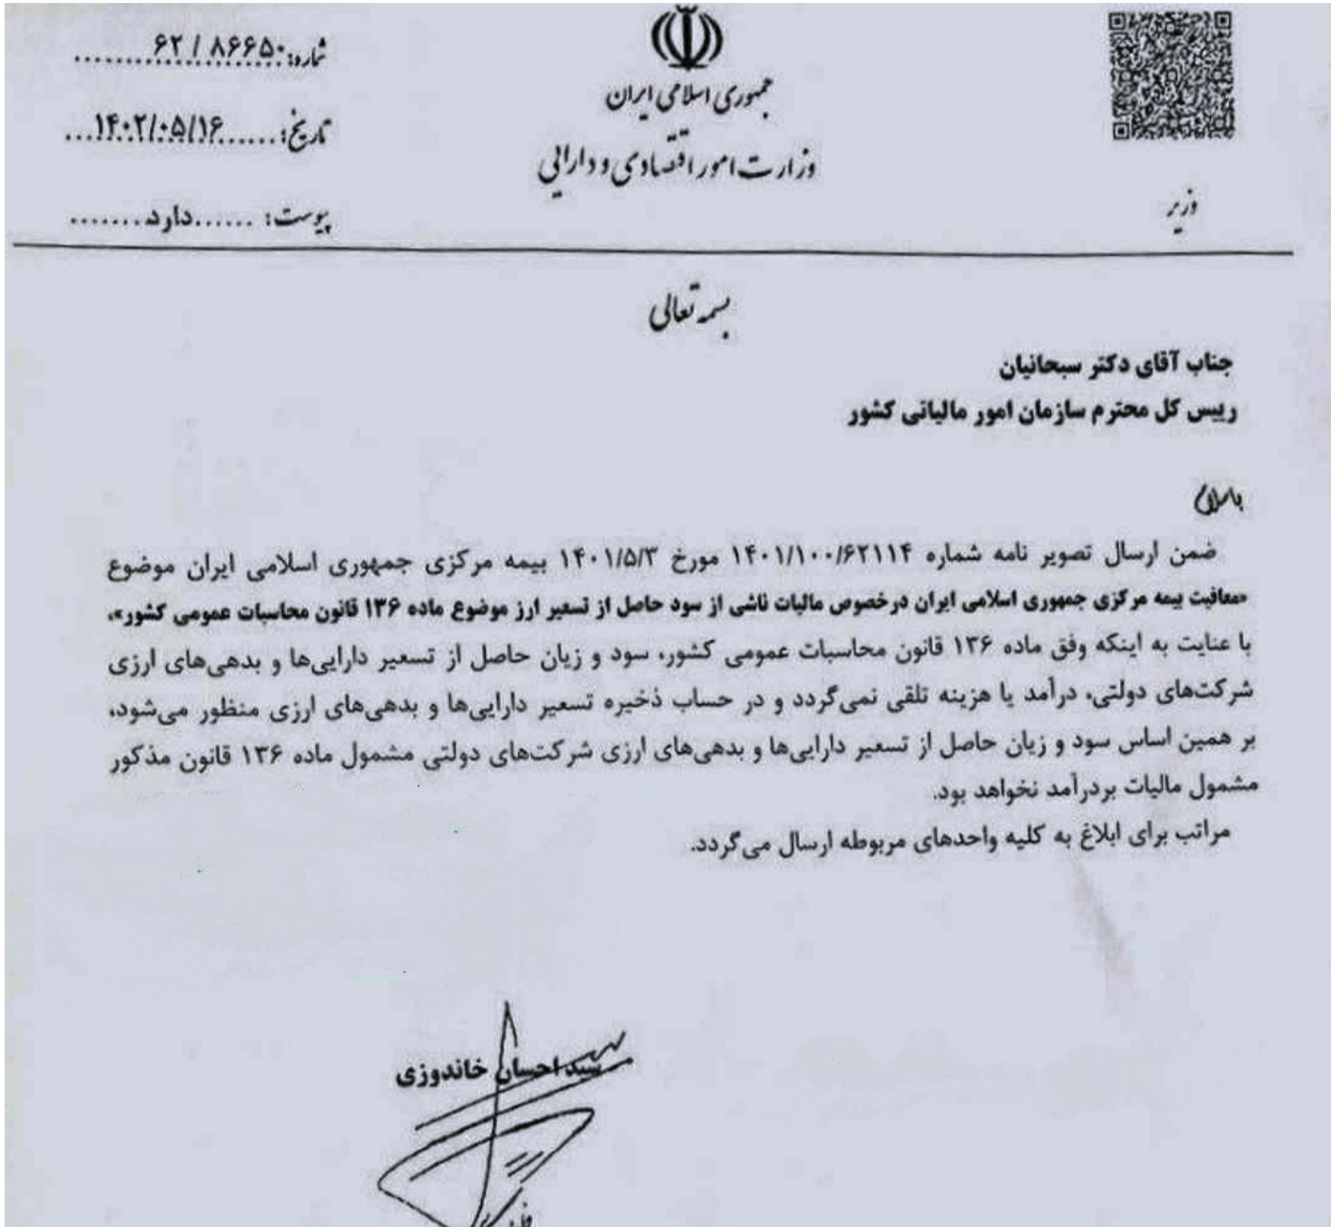 جمهوری اسلامی ایران
وزارت امور اقتصادی و دارایی
وزیر
شماره: ۶۲/۸۶۶۵۰
تاریخ: ۱۴۰۲/۰۵/۱۶
پیوست: دارد
بسمه تعالی
جناب آقای دکتر سبحانیان
رییس کل محترم سازمان امور مالیاتی کشور
باسلام
ضمن ارسال تصویر نامه شماره ۱۴۰۱/۱۰۰/۶۲۱۱۴ مورخ ۱۴۰۱/۵/۳ بیمه مرکزی جمهوری اسلامی ایران موضوع
«معافیت بیمه مرکزی جمهوری اسلامی ایران درخصوص مالیات ناشی از سود حاصل از تسعیر ارز موضوع ماده ۱۳۶ قانون محاسبات عمومی کشور»،
با عنایت به اینکه وفق ماده ۱۳۶ قانون محاسبات عمومی کشور، سود و زیان حاصل از تسعیر دارایی‌ها و بدهی‌های ارزی
شرکت‌های دولتی، درآمد یا هزینه تلقی نمی‌گردد و در حساب ذخیره تسعیر دارایی‌ها و بدهی‌های ارزی منظور می‌شود،
بر همین اساس سود و زیان حاصل از تسعیر دارایی‌ها و بدهی‌های ارزی شرکت‌های دولتی مشمول ماده ۱۳۶ قانون مذکور
مشمول مالیات بردرآمد نخواهد بود.
مراتب برای ابلاغ به کلیه واحدهای مربوطه ارسال می‌گردد.
سید احسان خاندوزی